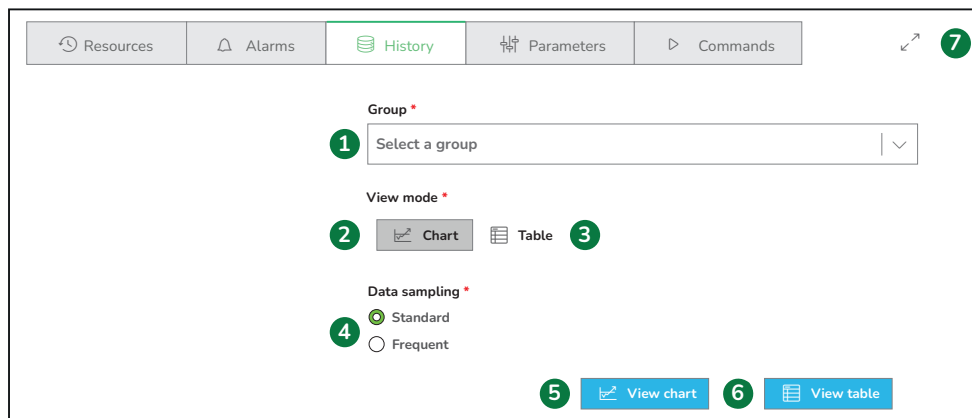 Resources Alarms History Parameters Commands 7
Group *
1 Select a group
View mode *
2 Chart Table 3
Data sampling *
Standard
4
Frequent
5 View chart 6 View table